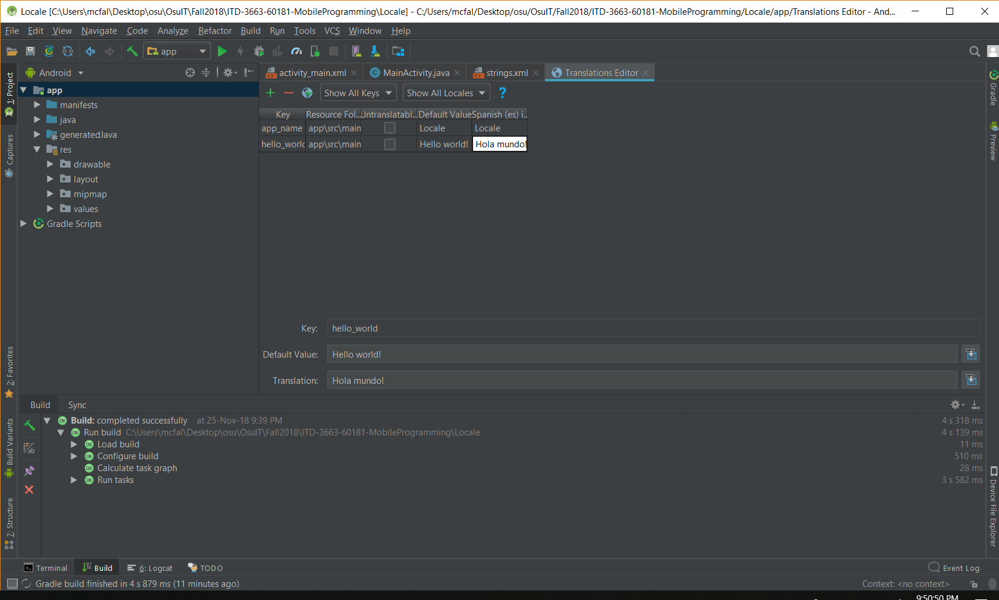 Locale [C:\Users\mcfal\Desktop\osu\OsuIT\Fall2018\ITD-3663-60181-MobileProgramming\Locale] - C:/Users/mcfal/Desktop/osu/OsuIT/Fall2018/ITD-3663-60181-MobileProgramming/Locale/app/Translations Editor - And...
File Edit View Navigate Code Analyze Refactor Build Run Tools VCS Window Help
app
Android
activity_main.xml MainActivity.java strings.xml Translations Editor
1: Project
Captures
2: Favorites
Build Variants
7: Structure
app
manifests
java
generatedJava
res
drawable
layout
mipmap
values
Gradle Scripts
Show All Keys Show All Locales ?
Key Resource Fol... Untranslatabl... Default Value Spanish (es) i...
app_name app\src\main Locale Locale
hello_world app\src\main Hello world! Hola mundo!
Key: hello_world
Default Value: Hello world!
Translation: Hola mundo!
Gradle
Preview
Device File Explorer
Build Sync
Build: completed successfully at 25-Nov-18 9:39 PM 4 s 318 ms
Run build C:\Users\mcfal\Desktop\osu\OsuIT\Fall2018\ITD-3663-60181-MobileProgramming\Locale 4 s 139 ms
Load build 11 ms
Configure build 510 ms
Calculate task graph 28 ms
Run tasks 3 s 582 ms
Terminal Build 6: Logcat TODO Event Log
Gradle build finished in 4 s 879 ms (11 minutes ago) Context: <no context>
9:50:50 PM